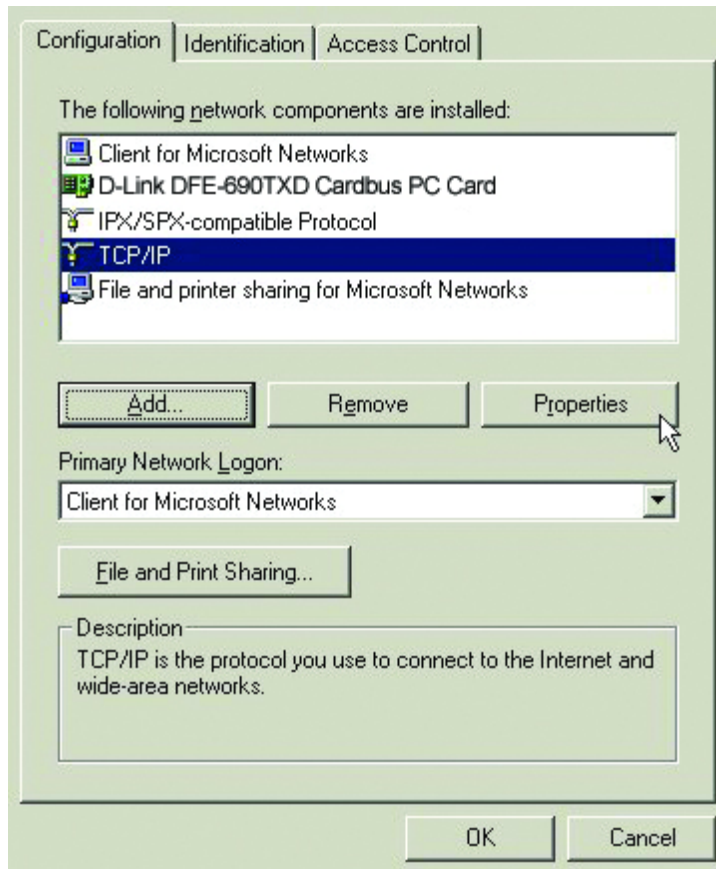 Configuration Identification Access Control
The following network components are installed:
Client for Microsoft Networks
D-Link DFE-690TXD Cardbus PC Card
IPX/SPX-compatible Protocol
TCP/IP
File and printer sharing for Microsoft Networks
Add... Remove Properties
Primary Network Logon:
Client for Microsoft Networks
File and Print Sharing...
Description
TCP/IP is the protocol you use to connect to the Internet and
wide-area networks.
OK Cancel